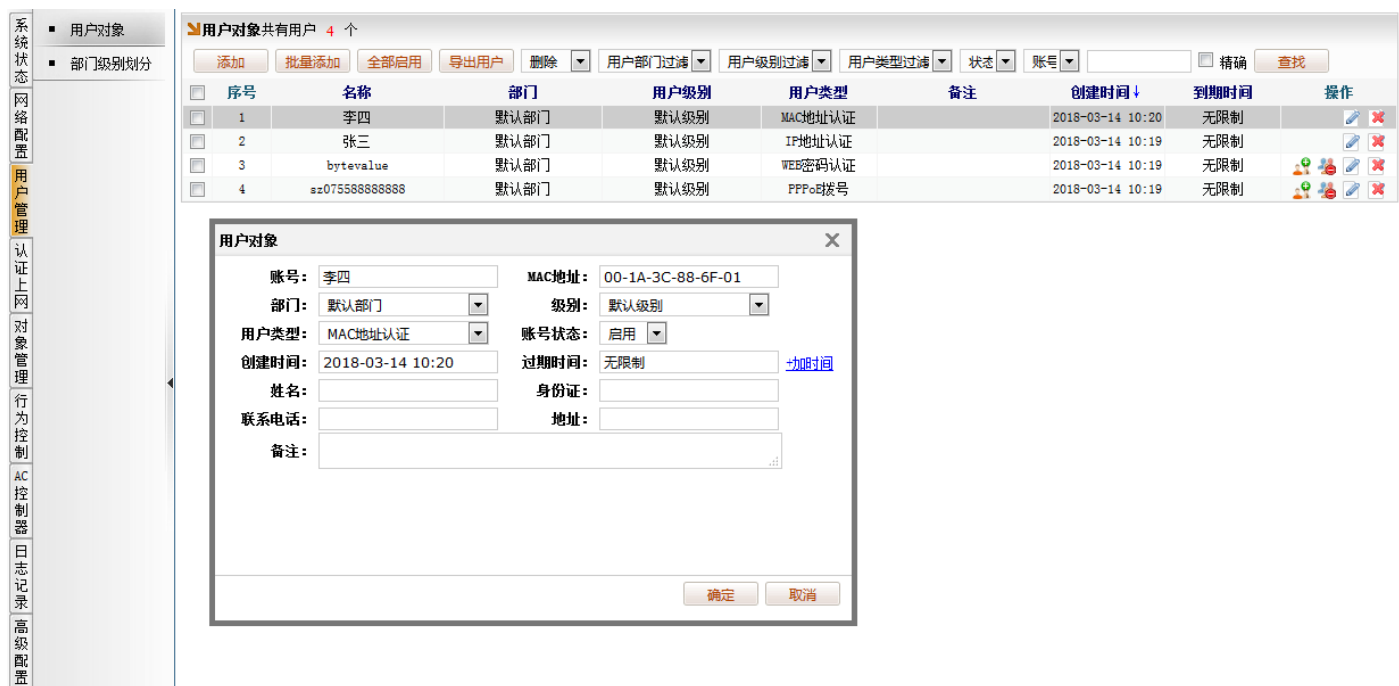 系统状态
网络配置
用户管理
认证上网
对象管理
行为控制
AC控制器
日志记录
高级配置
用户对象
部门级别划分
用户对象共有用户 4 个
添加 批量添加 全部启用 导出用户 删除 用户部门过滤 用户级别过滤 用户类型过滤 状态 账号 精确 查找
序号 名称 部门 用户级别 用户类型 备注 创建时间↓ 到期时间 操作
1 李四 默认部门 默认级别 MAC地址认证 2018-03-14 10:20 无限制
2 张三 默认部门 默认级别 IP地址认证 2018-03-14 10:19 无限制
3 bytevalue 默认部门 默认级别 WEB密码认证 2018-03-14 10:19 无限制
4 sz075588888888 默认部门 默认级别 PPPoE拨号 2018-03-14 10:19 无限制
用户对象
账号: 李四 MAC地址: 00-1A-3C-88-6F-01
部门: 默认部门 级别: 默认级别
用户类型: MAC地址认证 账号状态: 启用
创建时间: 2018-03-14 10:20 过期时间: 无限制 +加时间
姓名: 身份证:
联系电话: 地址:
备注:
确定 取消